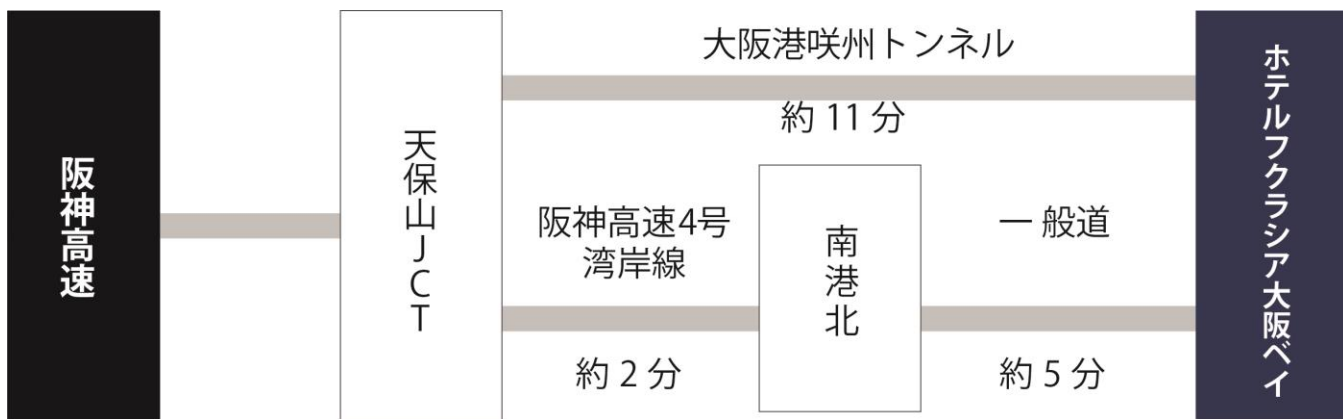 阪神高速
天保山JCT
大阪港咲州トンネル
約 11 分
阪神高速4号
湾岸線
約 2 分
南港北
一般道
約 5 分
ホテルフクラシア大阪ベイ